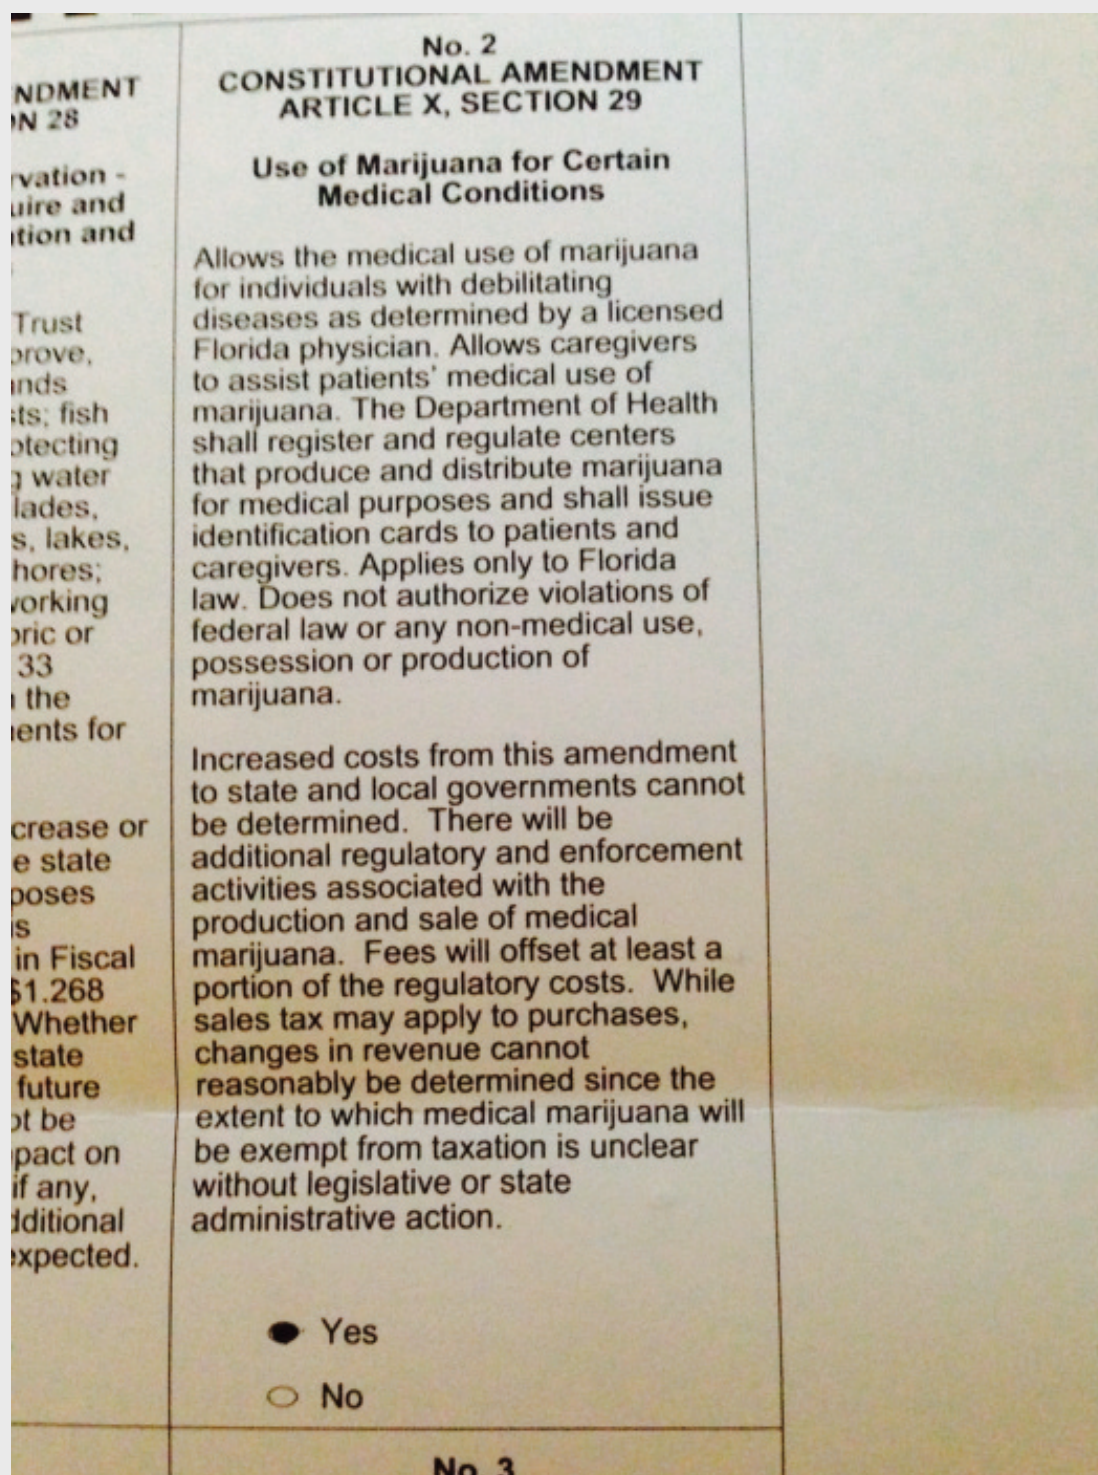 NDMENT
N 28
rvation -
uire and
tion and
Trust
prove,
nds
sts; fish
otecting
g water
lades,
s, lakes,
hores;
orking
oric or
33
the
ents for
crease or
e state
poses
is
in Fiscal
$1.268
Whether
state
future
ot be
pact on
if any,
dditional
expected.
No. 2
CONSTITUTIONAL AMENDMENT
ARTICLE X, SECTION 29
Use of Marijuana for Certain
Medical Conditions
Allows the medical use of marijuana
for individuals with debilitating
diseases as determined by a licensed
Florida physician. Allows caregivers
to assist patients' medical use of
marijuana. The Department of Health
shall register and regulate centers
that produce and distribute marijuana
for medical purposes and shall issue
identification cards to patients and
caregivers. Applies only to Florida
law. Does not authorize violations of
federal law or any non-medical use,
possession or production of
marijuana.
Increased costs from this amendment
to state and local governments cannot
be determined. There will be
additional regulatory and enforcement
activities associated with the
production and sale of medical
marijuana. Fees will offset at least a
portion of the regulatory costs. While
sales tax may apply to purchases,
changes in revenue cannot
reasonably be determined since the
extent to which medical marijuana will
be exempt from taxation is unclear
without legislative or state
administrative action.
Yes
No
No. 3